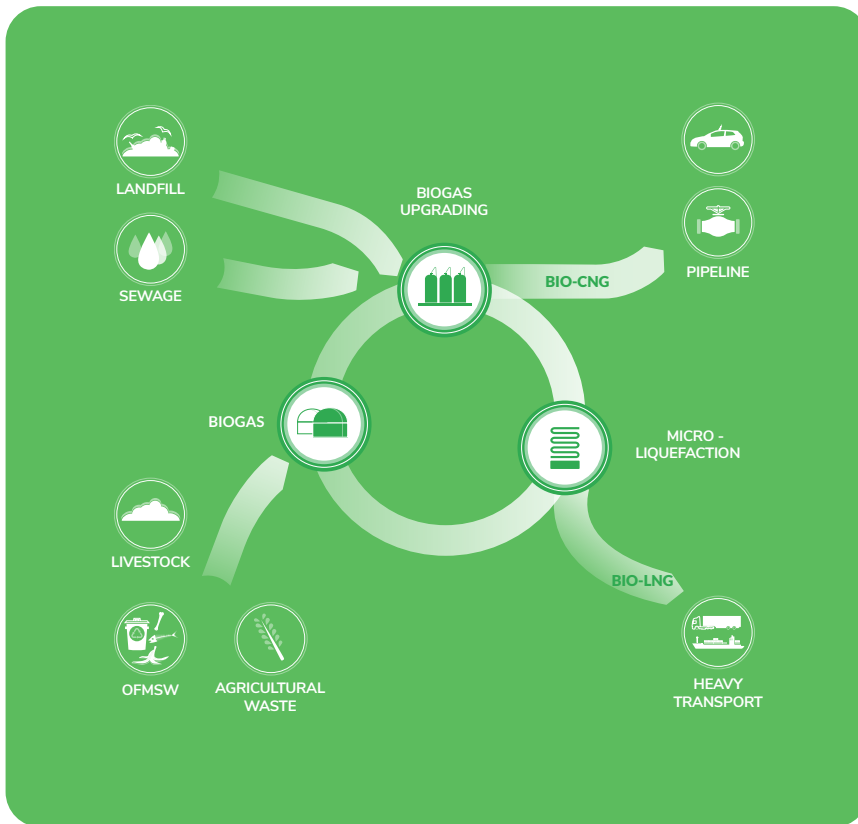 LANDFILL
BIOGAS
UPGRADING
SEWAGE
BIO-CNG
PIPELINE
BIOGAS
MICRO -
LIQUEFACTION
LIVESTOCK
BIO-LNG
OFMSW
AGRICULTURAL
WASTE
HEAVY
TRANSPORT